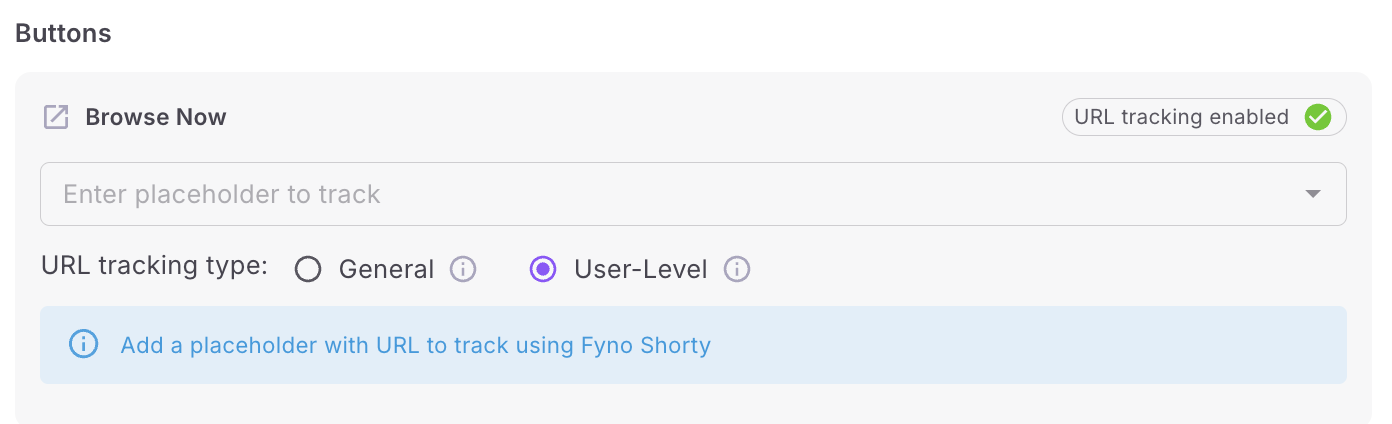 Buttons
Browse Now
URL tracking enabled
Enter placeholder to track
URL tracking type: General User-Level
Add a placeholder with URL to track using Fyno Shorty